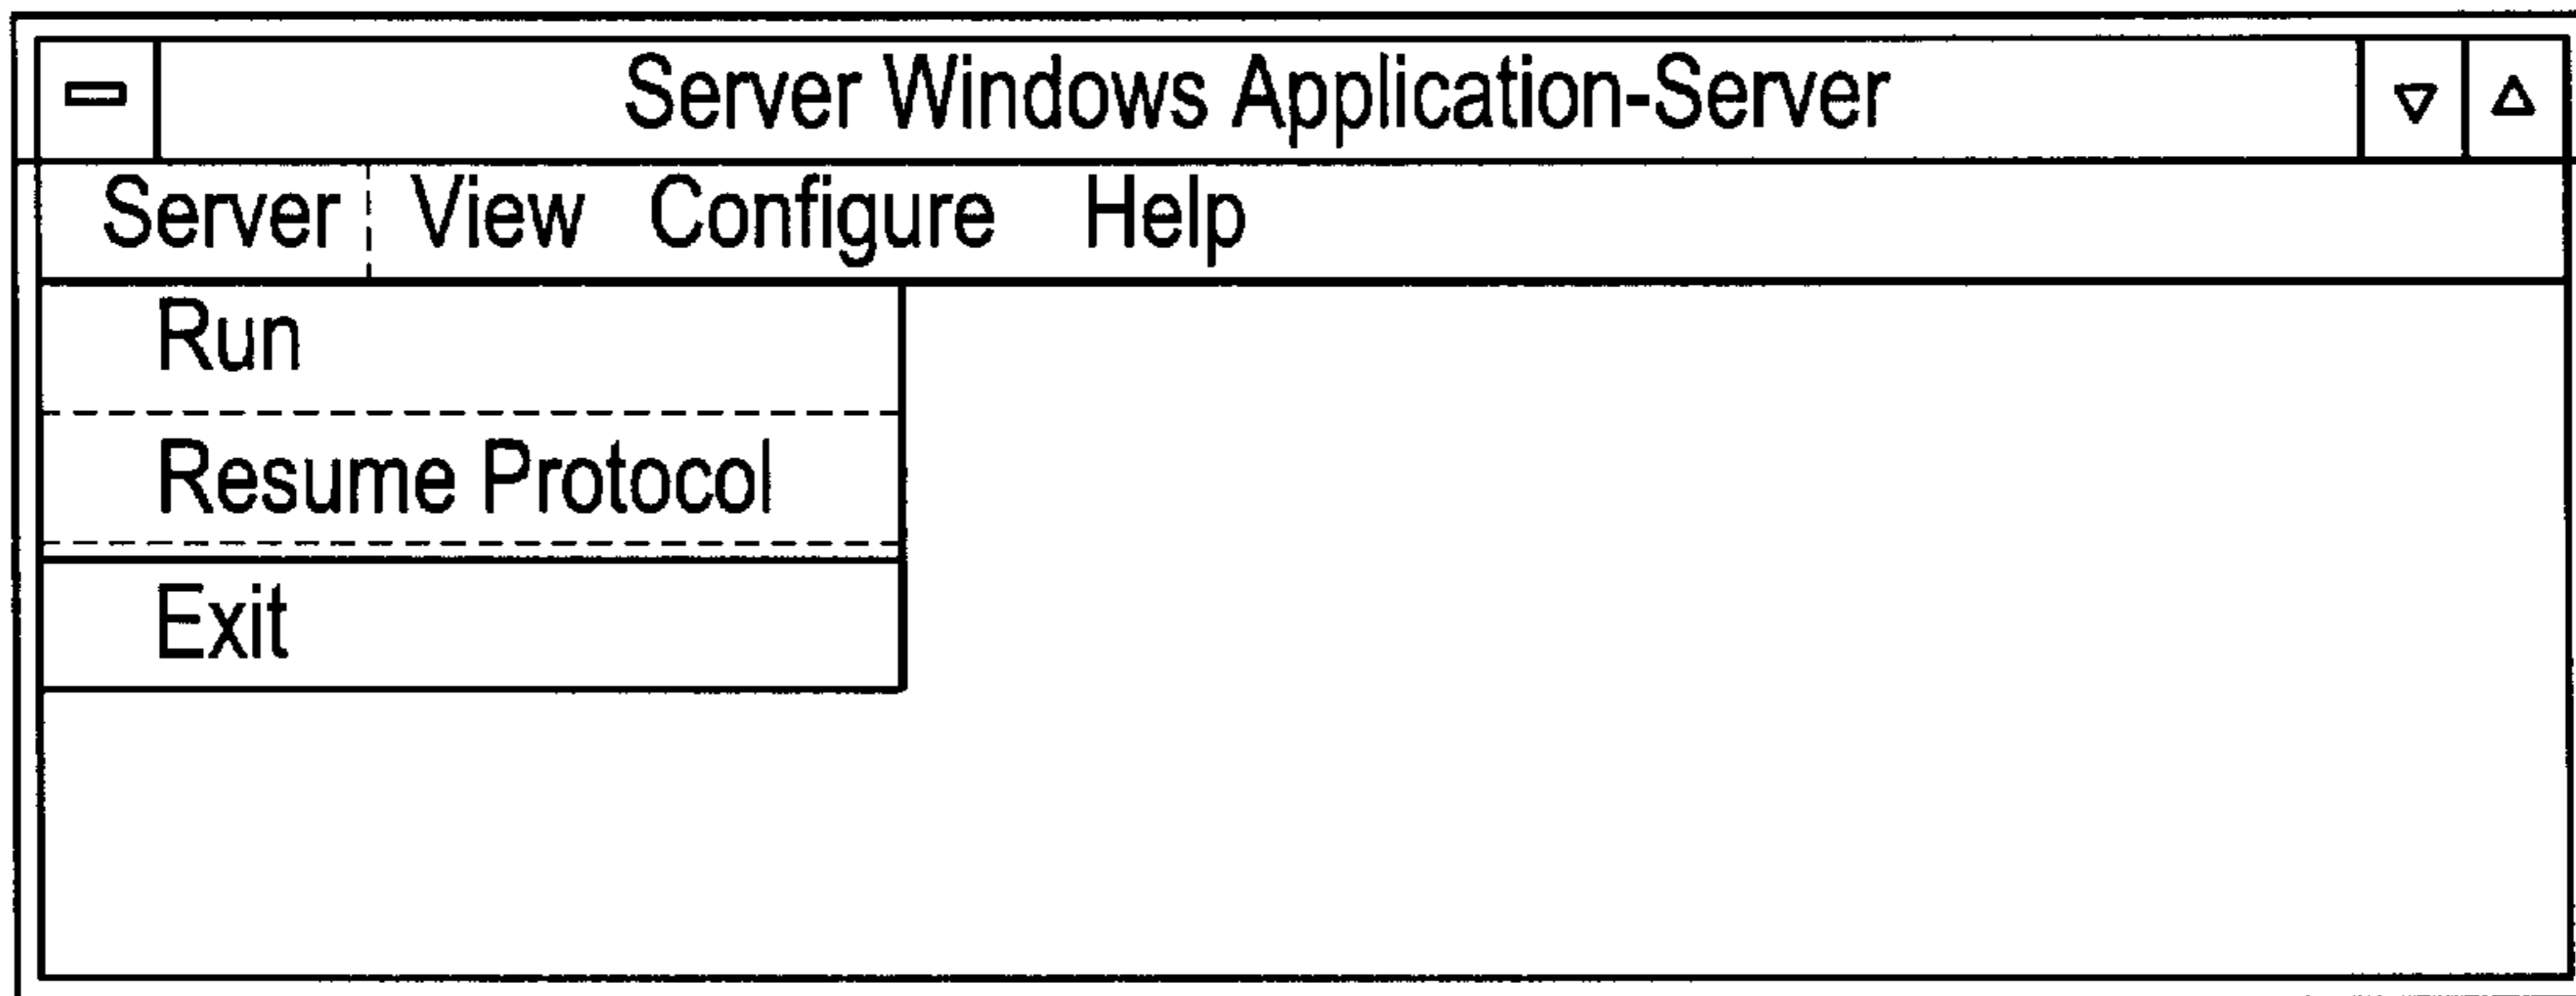 Server Windows Application-Server
Server View Configure Help
Run
Resume Protocol
Exit